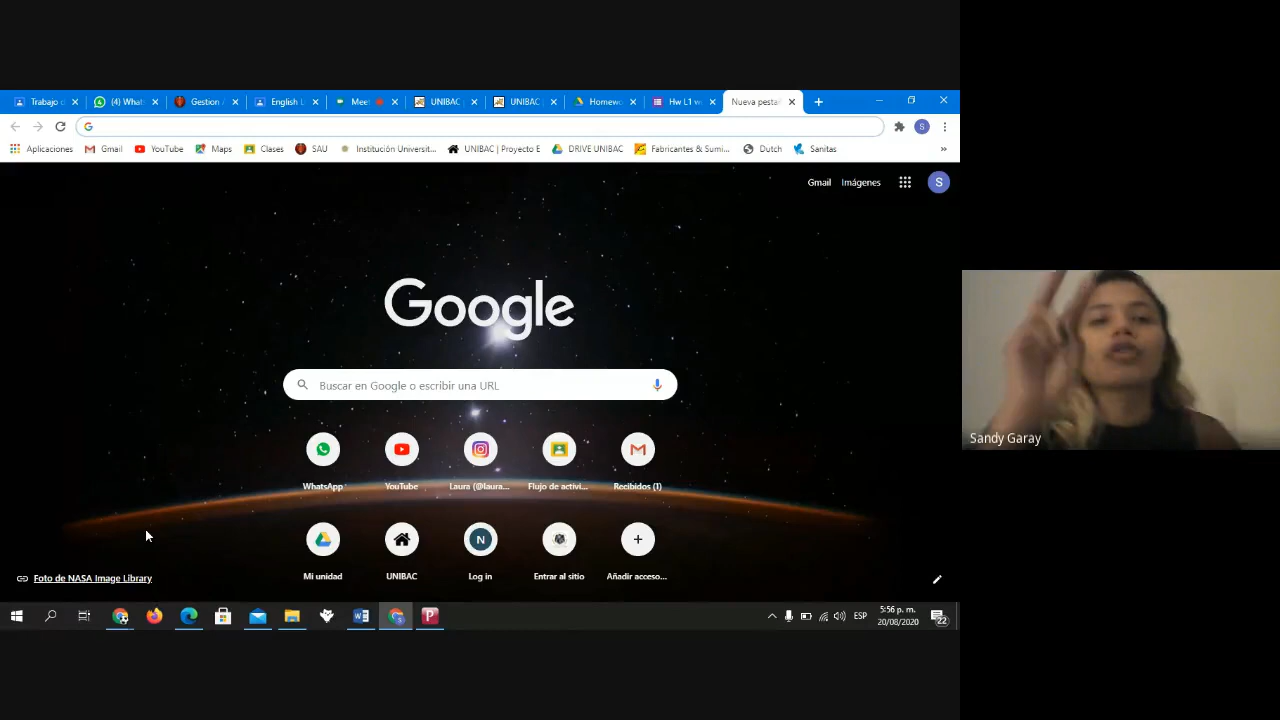 Trabajo d
(4) What
Gestion A
English L
Meet
UNIBAC
UNIBAC
Homew
Hw L1 w
Nueva pesta
Aplicaciones
Gmail
YouTube
Maps
Clases
SAU
Institución Universit...
UNIBAC | Proyecto E
DRIVE UNIBAC
Fabricantes & Sumi...
Dutch
Sanitas
»
S
Gmail
Imágenes
S
Google
Buscar en Google o escribir una URL
WhatsApp
YouTube
Laura (@laura...
Flujo de activi...
Recibidos (1)
N
Mi unidad
UNIBAC
Log in
Entrar al sitio
Añadir acceso...
Foto de NASA Image Library
Sandy Garay
ESP
5:56 p. m.
20/08/2020
22